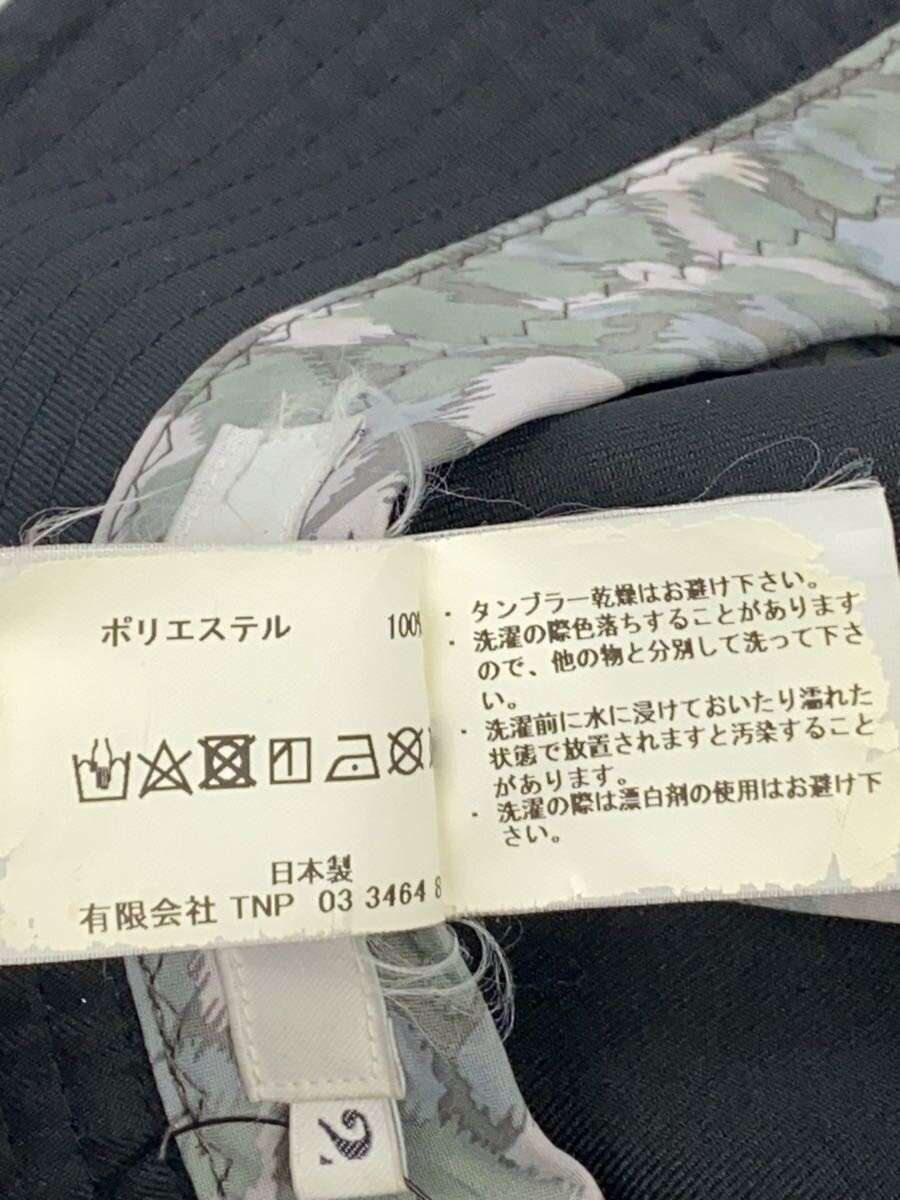 ポリエステル 100%
日本製
有限会社 TNP 03 3464 8
・タンブラー乾燥はお避け下さい。
・洗濯の際色落ちすることがあります
ので、他の物と分別して洗って下さ
い。
・洗濯前に水に浸けておいたり濡れた
状態で放置されますと汚染すること
があります。
・洗濯の際は漂白剤の使用はお避け下
さい。